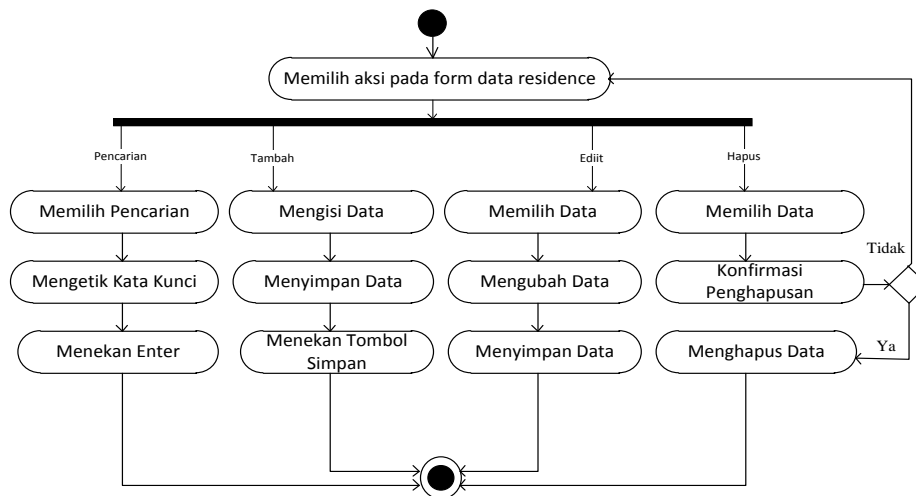 Memilih aksi pada form data residence
Pencarian
Tambah
Ediit
Hapus
Memilih Pencarian
Mengisi Data
Memilih Data
Memilih Data
Tidak
Mengetik Kata Kunci
Menyimpan Data
Mengubah Data
Konfirmasi
Penghapusan
Menekan Enter
Menekan Tombol
Simpan
Menyimpan Data
Menghapus Data
Ya